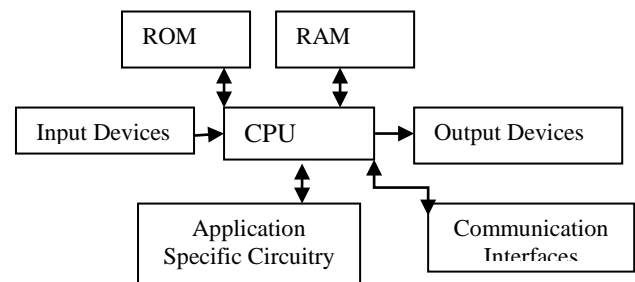 ROM
RAM
Input Devices
CPU
Output Devices
Application
Specific Circuitry
Communication
Interfaces